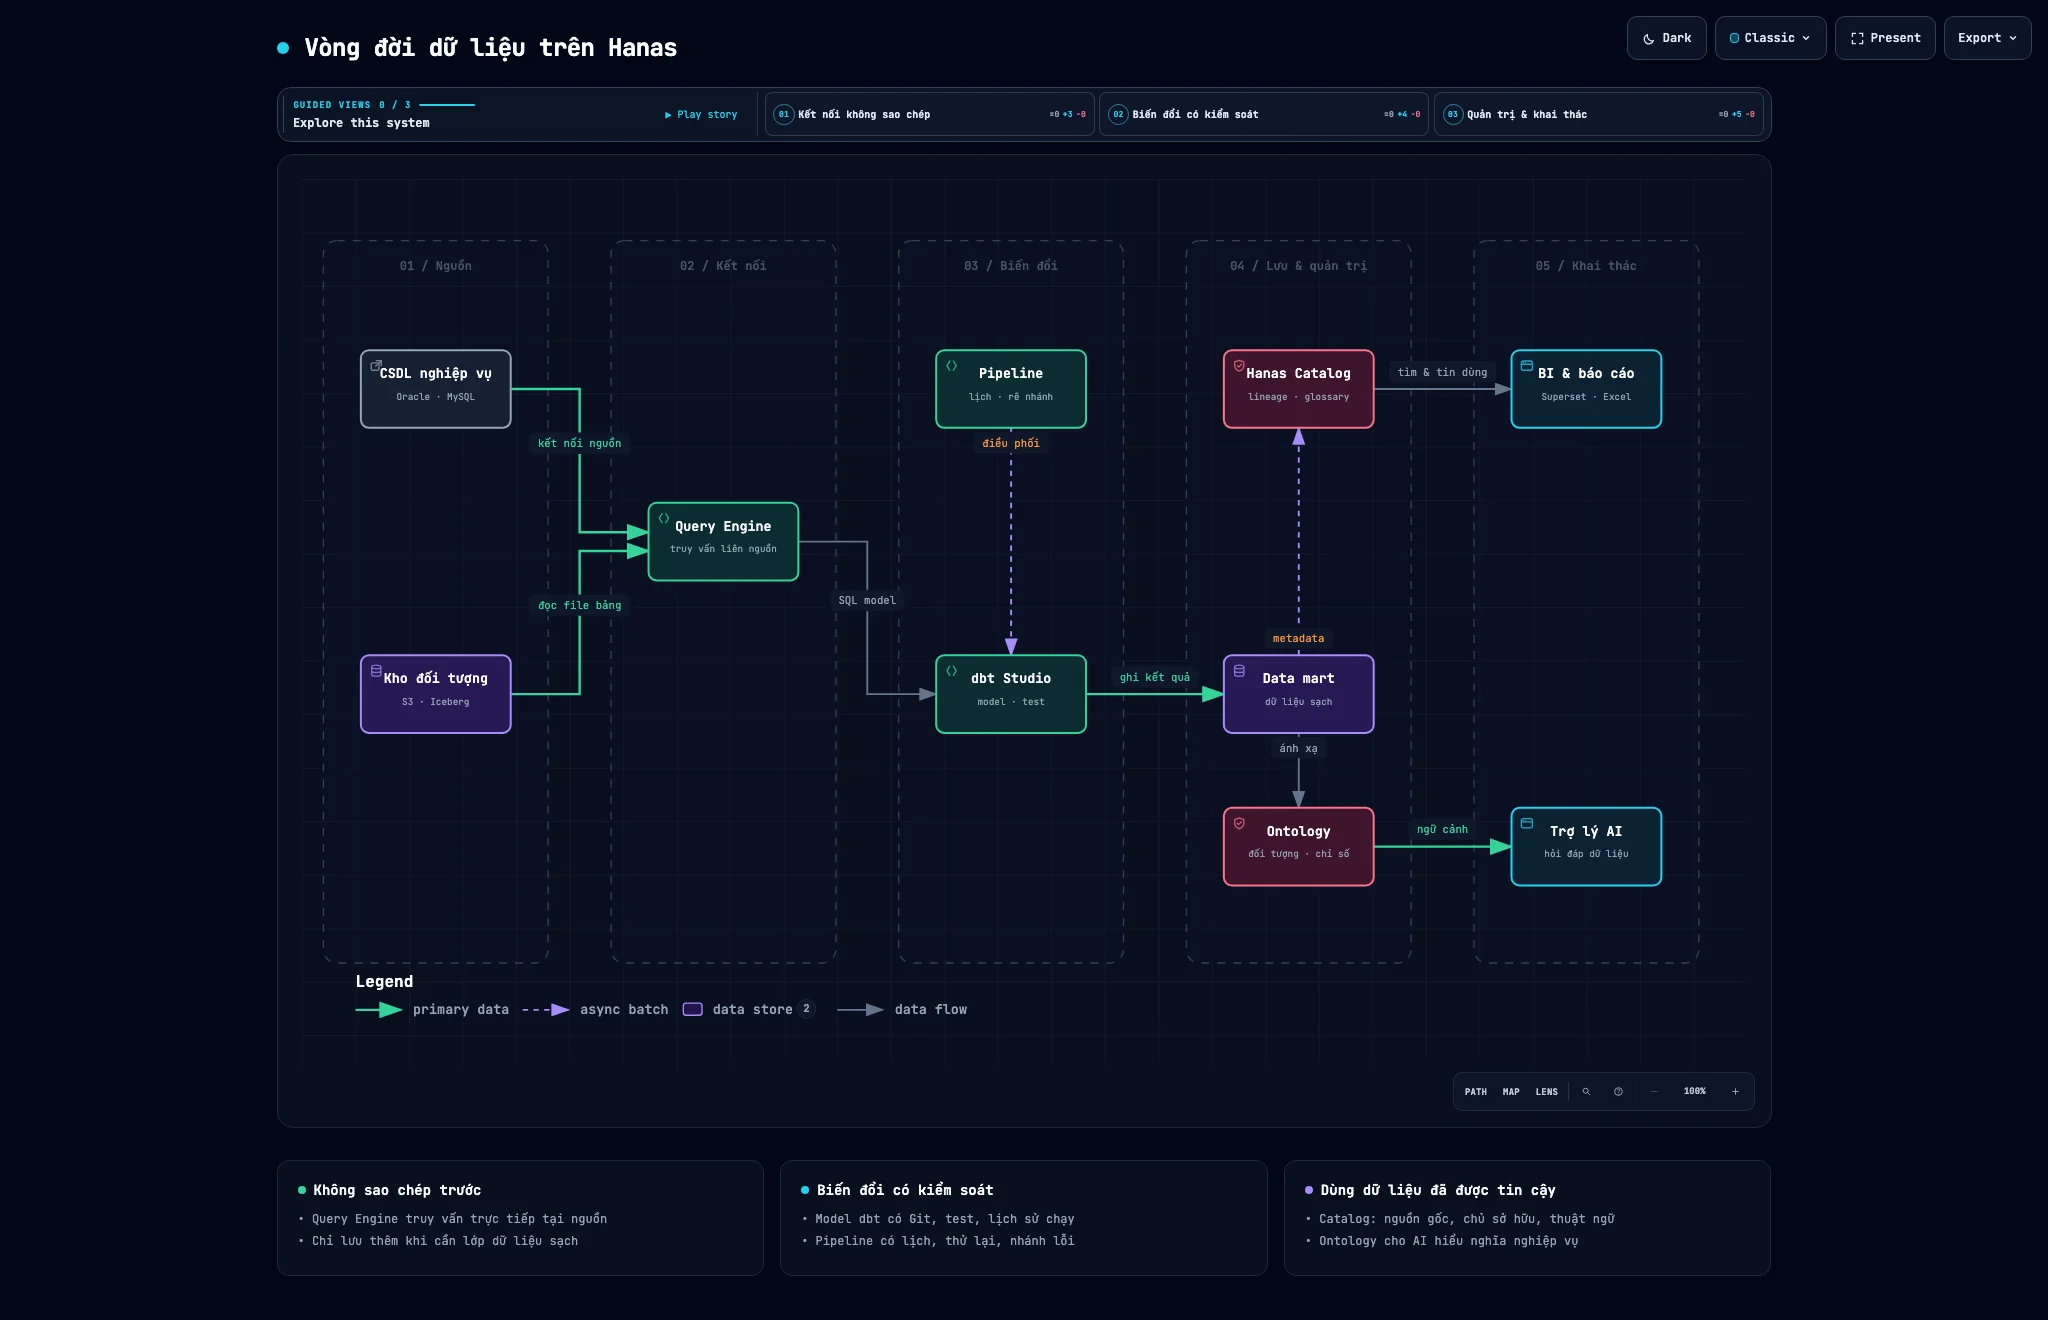 Vòng đời dữ liệu trên Hanas
Dark
Classic
Present
Export
GUIDED VIEWS 0 / 3
Explore this system
▶ Play story
01 Kết nối không sao chép =0 +3 -0
02 Biến đổi có kiểm soát =0 +4 -0
03 Quản trị & khai thác =0 +5 -0
01 / Nguồn
02 / Kết nối
03 / Biến đổi
04 / Lưu & quản trị
05 / Khai thác
CSDL nghiệp vụ
Oracle · MySQL
Pipeline
lịch · rẽ nhánh
Hanas Catalog
lineage · glossary
tìm & tin dùng
BI & báo cáo
Superset · Excel
kết nối nguồn
điều phối
Query Engine
truy vấn liên nguồn
đọc file bảng
SQL model
metadata
Kho đối tượng
S3 · Iceberg
dbt Studio
model · test
ghi kết quả
Data mart
dữ liệu sạch
ánh xạ
Ontology
đối tượng · chỉ số
ngữ cảnh
Trợ lý AI
hỏi đáp dữ liệu
Legend
primary data
async batch
data store 2
data flow
PATH MAP LENS − 100% +
Không sao chép trước
• Query Engine truy vấn trực tiếp tại nguồn
• Chỉ lưu thêm khi cần lớp dữ liệu sạch
Biến đổi có kiểm soát
• Model dbt có Git, test, lịch sử chạy
• Pipeline có lịch, thử lại, nhánh lỗi
Dùng dữ liệu đã được tin cậy
• Catalog: nguồn gốc, chủ sở hữu, thuật ngữ
• Ontology cho AI hiểu nghĩa nghiệp vụ